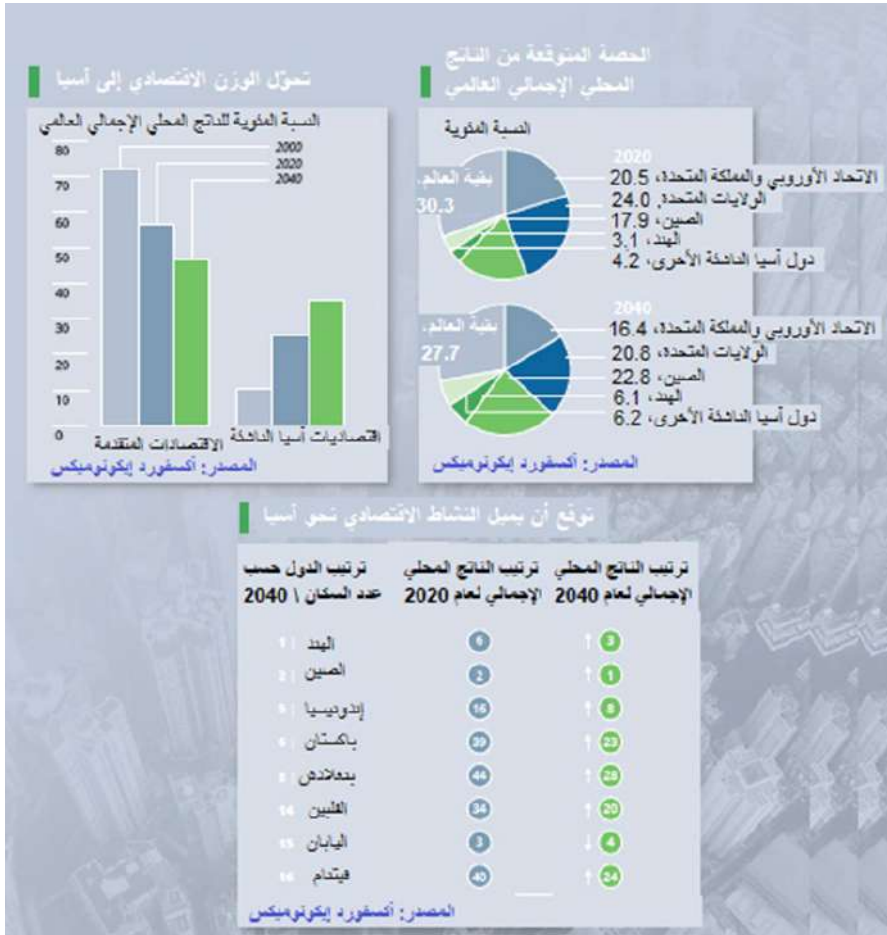 الحصة المتوقعة من الناتج
المحلي الإجمالي العالمي
النسبة المئوية
2020
الاتحاد الأوروبي والمملكة المتحدة، 20.5
الولايات المتحدة, 24.0
الصين، 17.9
الهند، 3.1
دول آسيا الناشئة الأخرى، 4.2
بقية العالم،
30.3
2040
الاتحاد الأوروبي والمملكة المتحدة، 16.4
الولايات المتحدة، 20.8
الصين، 22.8
الهند، 6.1
دول آسيا الناشئة الأخرى، 6.2
بقية العالم،
27.7
المصدر: أكسفورد إيكونوميكس
تحوّل الوزن الاقتصادي إلى آسيا
النسبة المئوية للناتج المحلي الإجمالي العالمي
80
70
60
50
40
30
20
10
0
2000
2020
2040
الاقتصادات المتقدمة
اقتصاديات آسيا الناشئة
المصدر: أكسفورد إيكونوميكس
توقع أن يميل النشاط الاقتصادي نحو آسيا
ترتيب الناتج المحلي الإجمالي لعام 2040
ترتيب الناتج المحلي الإجمالي لعام 2020
ترتيب الدول حسب عدد السكان \ 2040
↑ 3 6 الهند | 1
↑ 1 2 الصين | 2
↑ 8 16 إندونيسيا | 5
↑ 23 39 باكستان | 6
↑ 28 44 بنغلادش | 8
↑ 20 34 الفلبين 14
↓ 4 3 اليابان 15
↑ 24 40 فيتنام 16
المصدر: أكسفورد إيكونوميكس